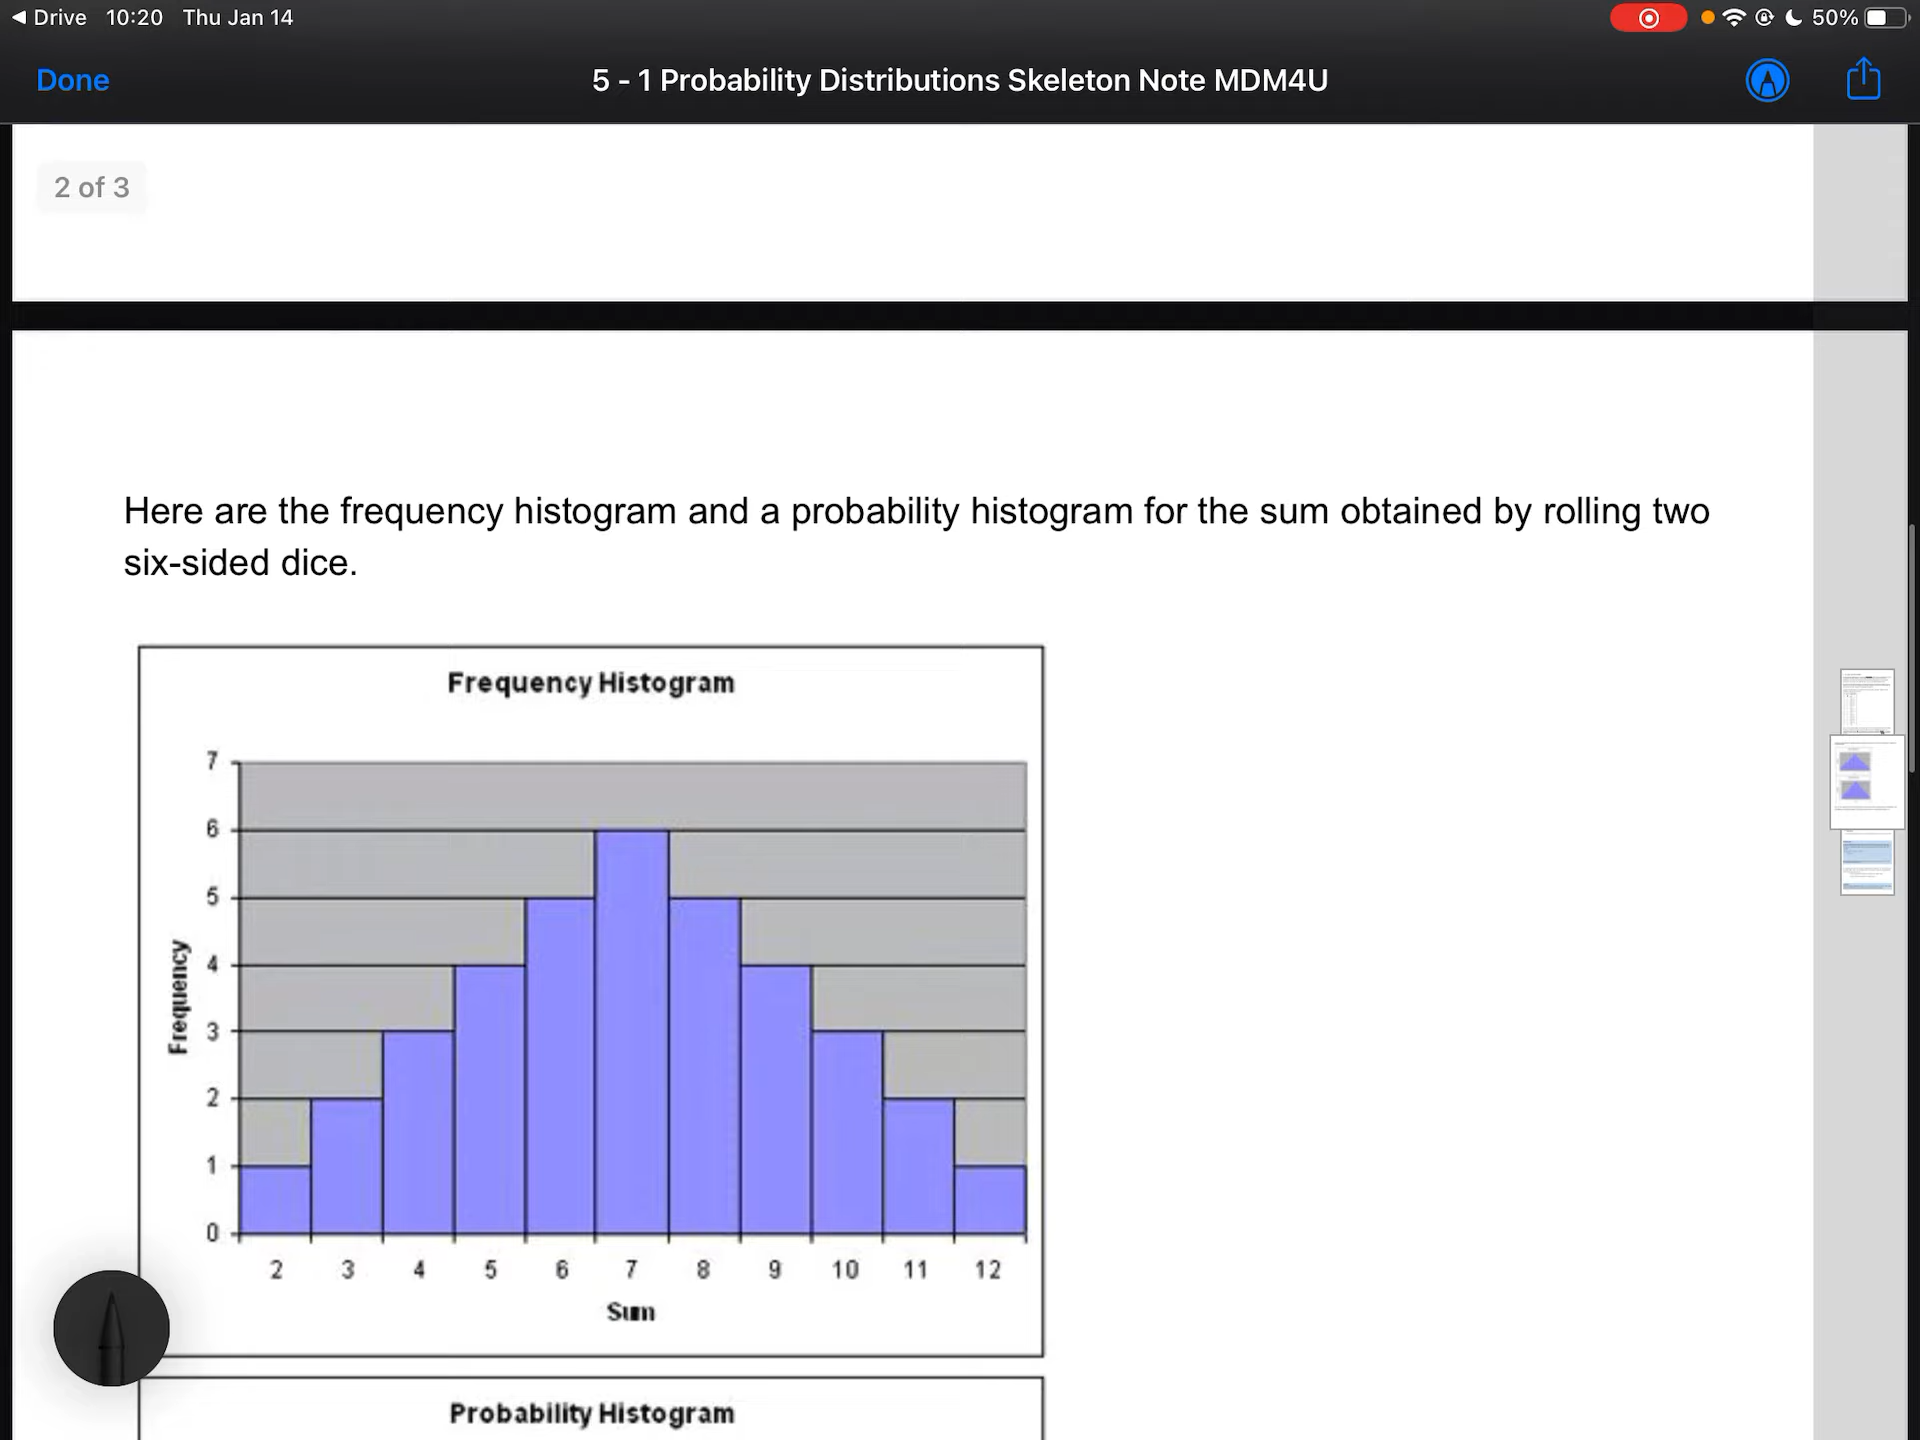 Drive 10:20 Thu Jan 14 50%
Done 5 - 1 Probability Distributions Skeleton Note MDM4U
2 of 3
Here are the frequency histogram and a probability histogram for the sum obtained by rolling two
six-sided dice.
Frequency Histogram
7
6
5
4
3
2
1
0
Frequency
2 3 4 5 6 7 8 9 10 11 12
Sum
Probability Histogram